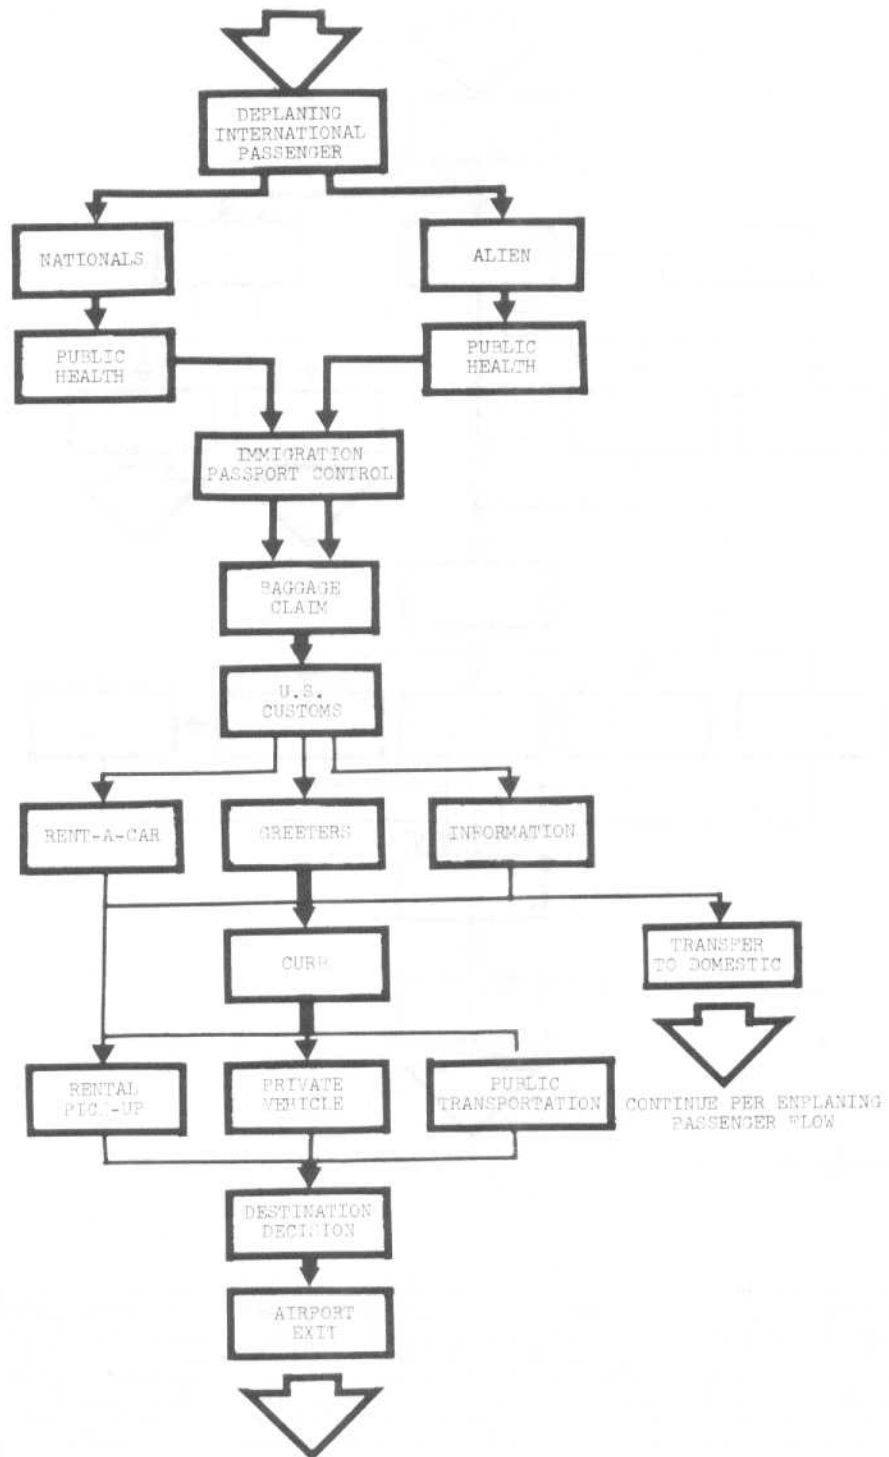 DEPLANING
INTERNATIONAL
PASSENGER
NATIONALS
ALIEN
PUBLIC
HEALTH
PUBLIC
HEALTH
IMMIGRATION
PASSPORT CONTROL
BAGGAGE
CLAIM
U.S.
CUSTOMS
RENT-A-CAR
GREETERS
INFORMATION
CURB
TRANSFER
TO DOMESTIC
RENTAL
PICK-UP
PRIVATE
VEHICLE
PUBLIC
TRANSPORTATION
CONTINUE PER ENPLANING
PASSENGER FLOW
DESTINATION
DECISION
AIRPORT
EXIT